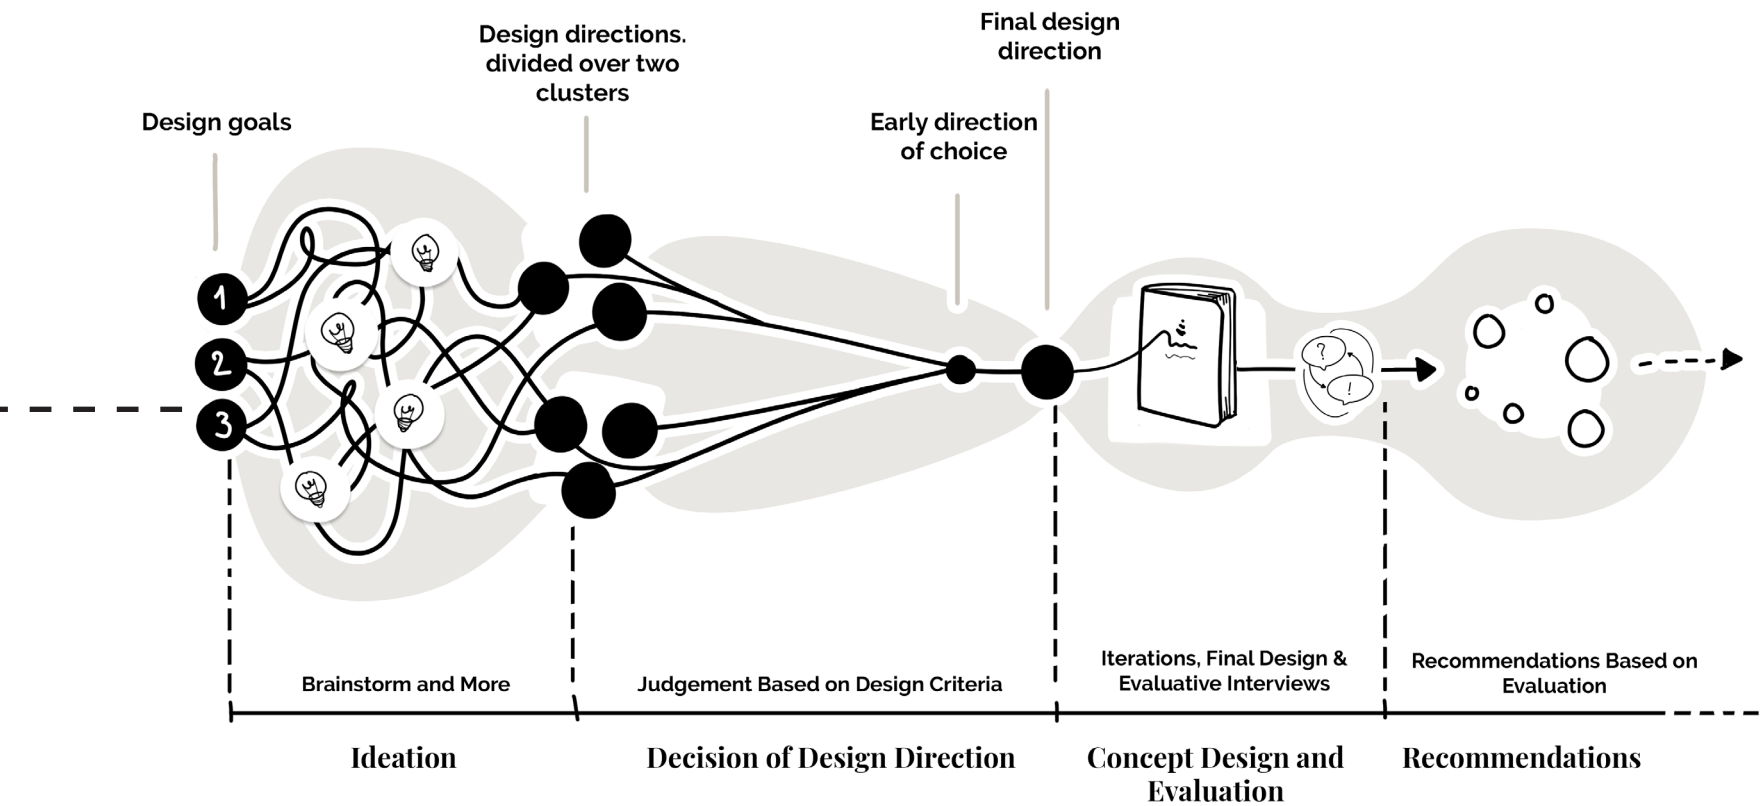 Final design
direction
Design directions.
divided over two
clusters
Design goals
Early direction
of choice
1
2
3
?
!
Brainstorm and More
Judgement Based on Design Criteria
Iterations, Final Design &
Evaluative Interviews
Recommendations Based on
Evaluation
Ideation
Decision of Design Direction
Concept Design and
Evaluation
Recommendations